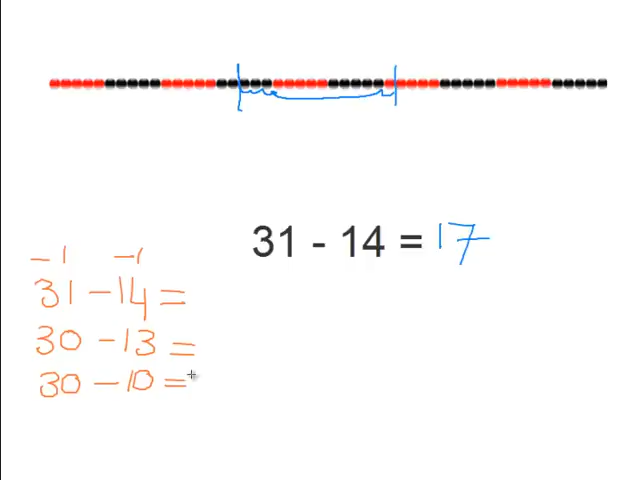 31 - 14 = 17
-1 -1
31 - 14 =
30 - 13 =
30 - 10 =